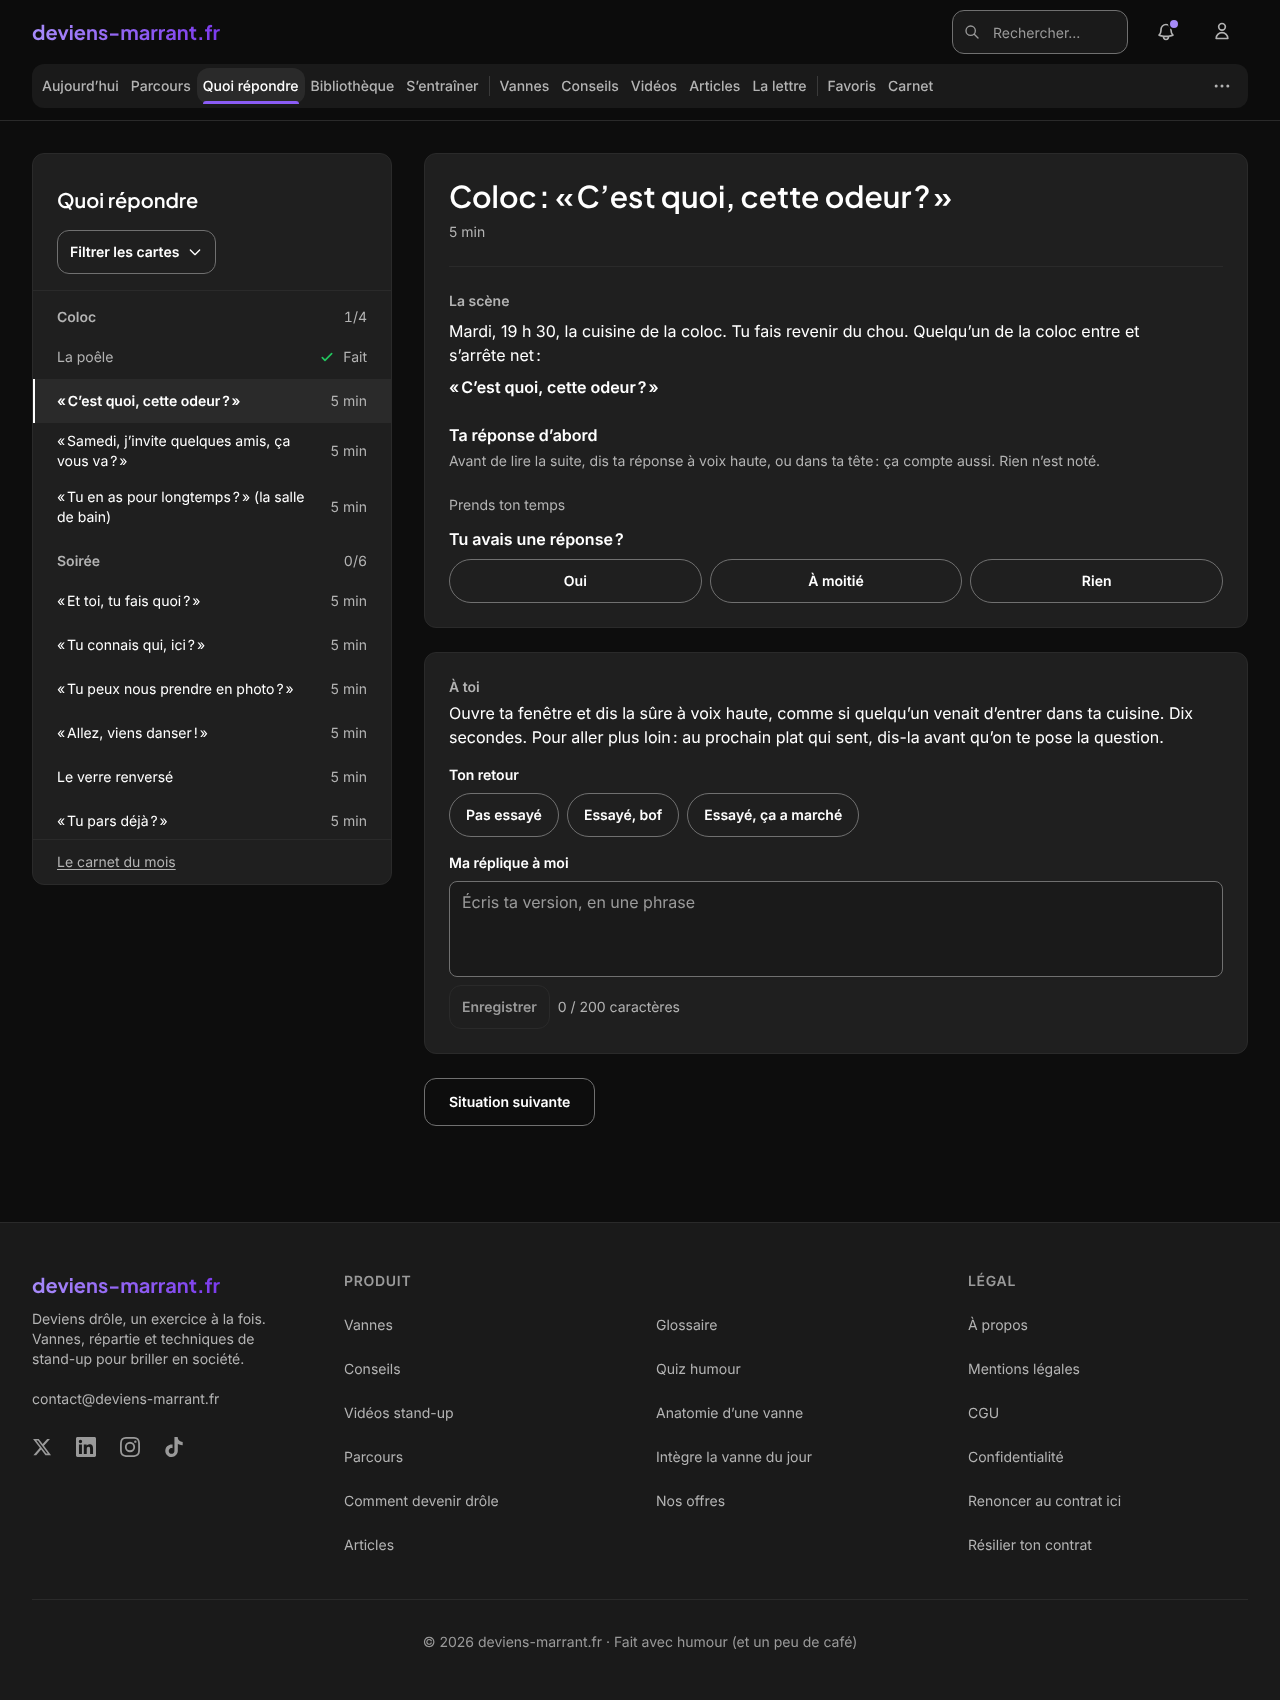 deviens-marrant.fr
Rechercher...
Aujourd’hui
Parcours
Quoi répondre
Bibliothèque
S’entraîner
Vannes
Conseils
Vidéos
Articles
La lettre
Favoris
Carnet
Quoi répondre
Filtrer les cartes
Coloc 1/4
La poêle Fait
« C’est quoi, cette odeur ? » 5 min
« Samedi, j’invite quelques amis, ça
vous va ? » 5 min
« Tu en as pour longtemps ? » (la salle
de bain) 5 min
Soirée 0/6
« Et toi, tu fais quoi ? » 5 min
« Tu connais qui, ici ? » 5 min
« Tu peux nous prendre en photo ? » 5 min
« Allez, viens danser ! » 5 min
Le verre renversé 5 min
« Tu pars déjà ? » 5 min
Le carnet du mois
Coloc : « C’est quoi, cette odeur ? »
5 min
La scène
Mardi, 19 h 30, la cuisine de la coloc. Tu fais revenir du chou. Quelqu’un de la coloc entre et
s’arrête net :
« C’est quoi, cette odeur ? »
Ta réponse d’abord
Avant de lire la suite, dis ta réponse à voix haute, ou dans ta tête : ça compte aussi. Rien n’est noté.
Prends ton temps
Tu avais une réponse ?
Oui
À moitié
Rien
À toi
Ouvre ta fenêtre et dis la sûre à voix haute, comme si quelqu’un venait d’entrer dans ta cuisine. Dix
secondes. Pour aller plus loin : au prochain plat qui sent, dis-la avant qu’on te pose la question.
Ton retour
Pas essayé
Essayé, bof
Essayé, ça a marché
Ma réplique à moi
Écris ta version, en une phrase
Enregistrer
0 / 200 caractères
Situation suivante
deviens-marrant.fr
Deviens drôle, un exercice à la fois.
Vannes, répartie et techniques de
stand-up pour briller en société.
contact@deviens-marrant.fr
PRODUIT
Vannes
Conseils
Vidéos stand-up
Parcours
Comment devenir drôle
Articles
Glossaire
Quiz humour
Anatomie d’une vanne
Intègre la vanne du jour
Nos offres
LÉGAL
À propos
Mentions légales
CGU
Confidentialité
Renoncer au contrat ici
Résilier ton contrat
© 2026 deviens-marrant.fr · Fait avec humour (et un peu de café)